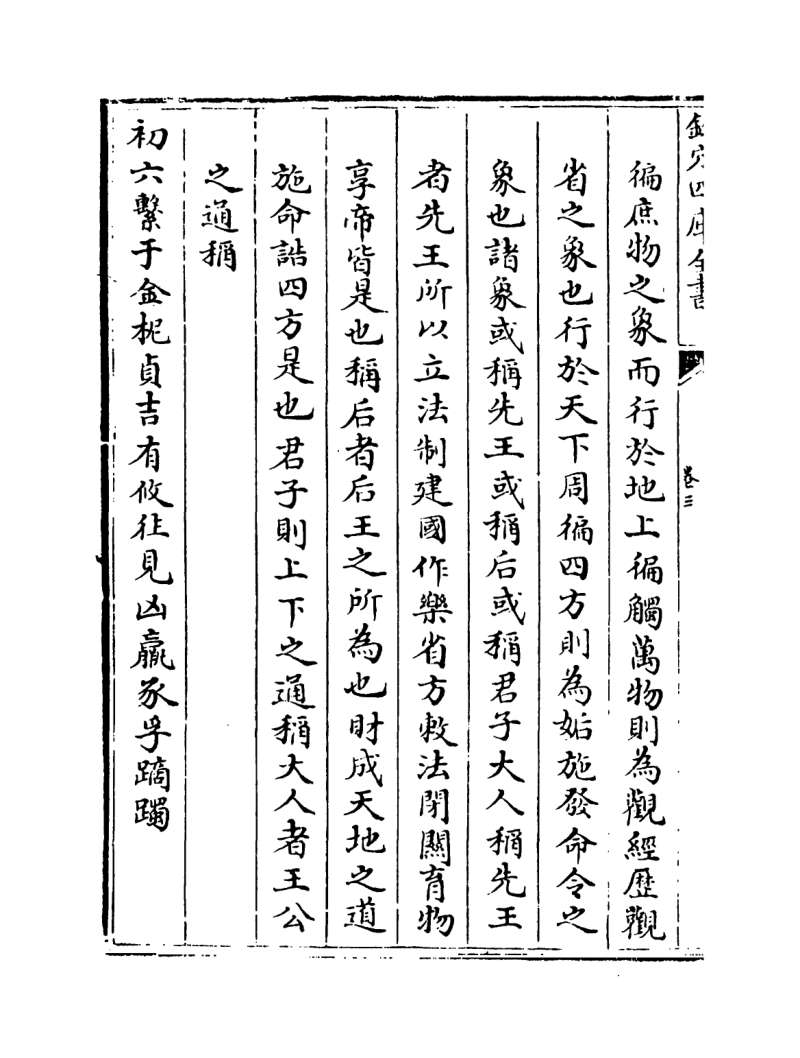 欽定四庫全書
卷三
徧庶物之象而行於地上徧觸萬物則為觀經歴觀
省之象也行於天下周徧四方則為姤施發命令之
象也諸象或稱先王或稱后或稱君子大人稱先王
者先王所以立法制建國作樂省方敕法閉關育物
享帝皆是也稱后者后王之所為也財成天地之道
施命誥四方是也君子則上下之通稱大人者王公
之通稱
初六繫于金柅貞吉有攸往見凶羸豕孚蹢躅